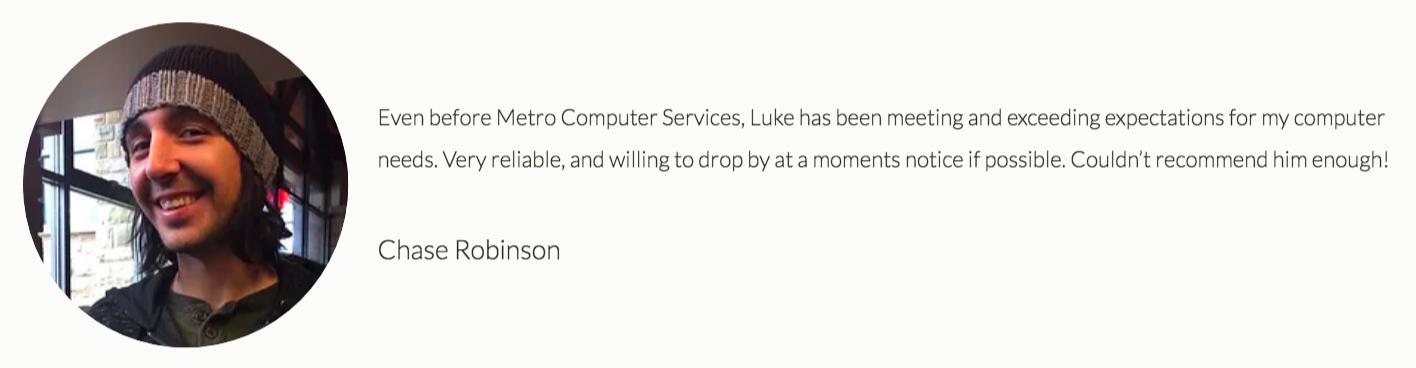 Even before Metro Computer Services, Luke has been meeting and exceeding expectations for my computer
needs. Very reliable, and willing to drop by at a moments notice if possible. Couldn’t recommend him enough!
Chase Robinson